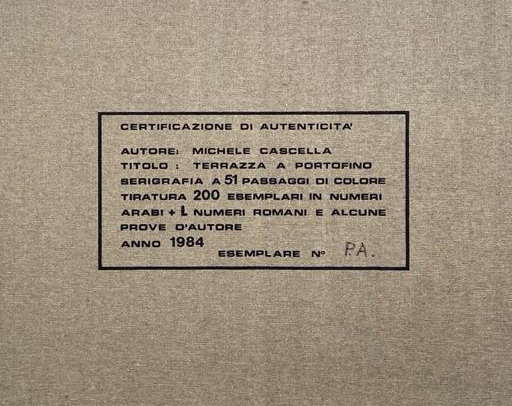 CERTIFICAZIONE DI AUTENTICITA'
AUTORE: MICHELE CASCELLA
TITOLO : TERRAZZA A PORTOFINO
SERIGRAFIA A 51 PASSAGGI DI COLORE
TIRATURA 200 ESEMPLARI IN NUMERI
ARABI + L NUMERI ROMANI E ALCUNE
PROVE D'AUTORE
ANNO 1984
ESEMPLARE N° P.A.